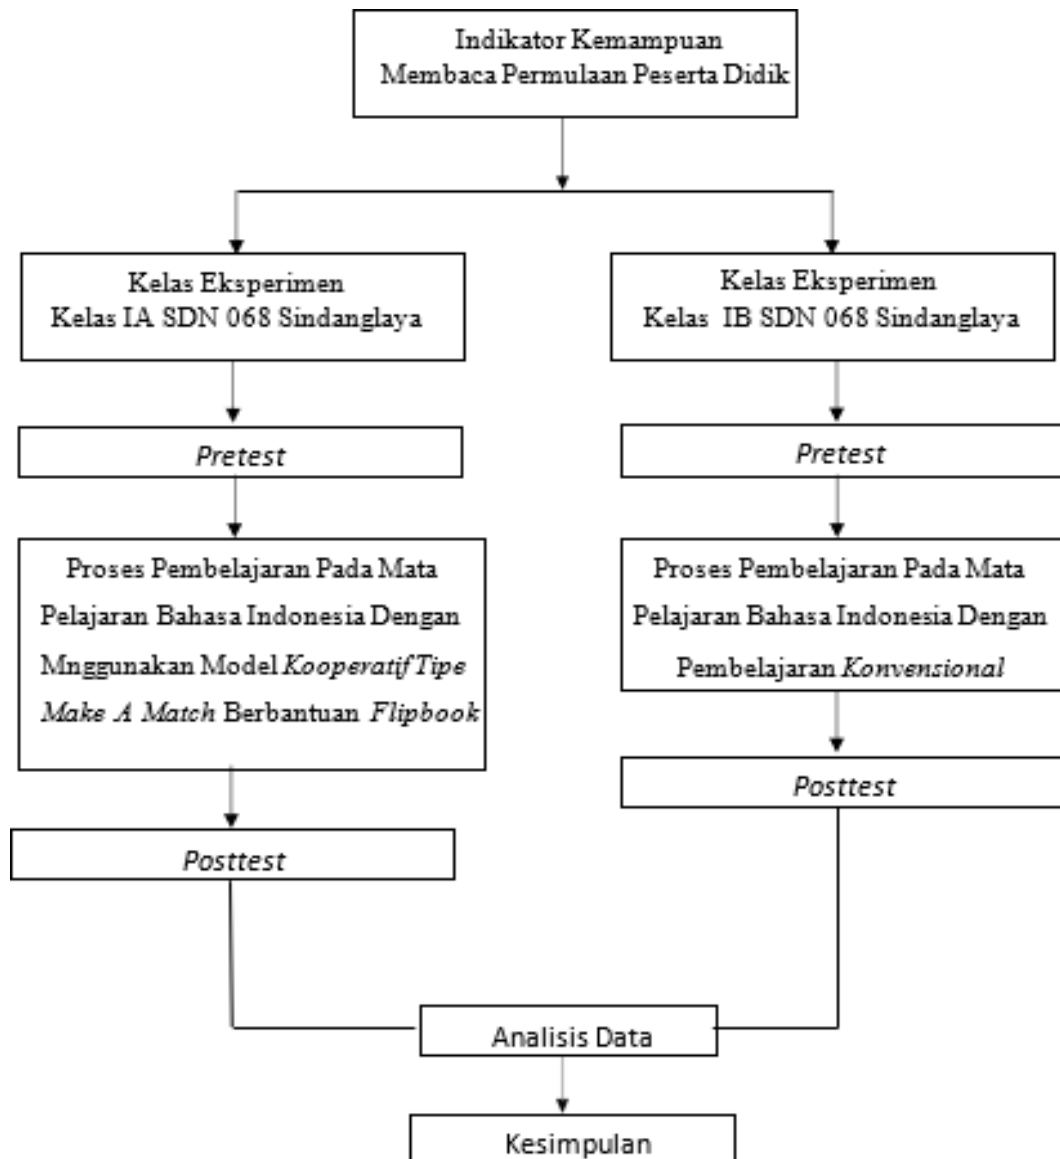 Indikator Kemampuan
Membaca Permulaan Peserta Didik
Kelas Eksperimen
Kelas IA SDN 068 Sindanglaya
Kelas Eksperimen
Kelas IB SDN 068 Sindanglaya
Pretest
Pretest
Proses Pembelajaran Pada Mata
Pelajaran Bahasa Indonesia Dengan
Mnggunakan Model Kooperatif Tipe
Make A Match Berbantuan Flipbook
Proses Pembelajaran Pada Mata
Pelajaran Bahasa Indonesia Dengan
Pembelajaran Konvensional
Posttest
Posttest
Analisis Data
Kesimpulan